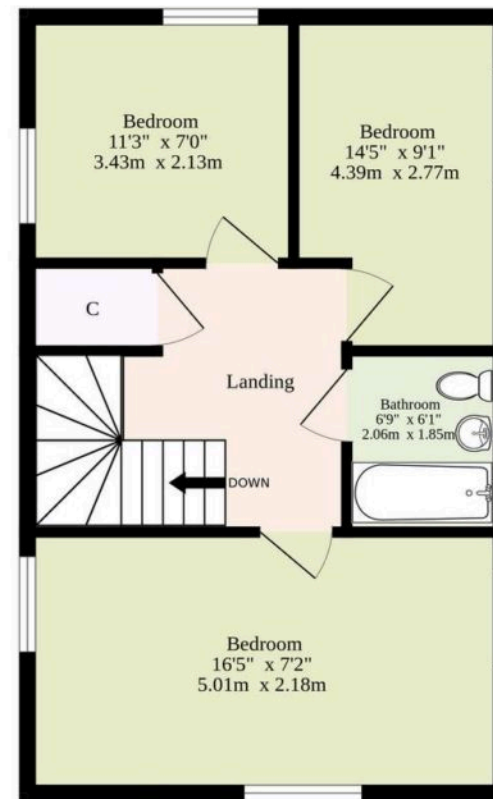 Bedroom
11'3" x 7'0"
3.43m x 2.13m
Bedroom
14'5" x 9'1"
4.39m x 2.77m
C
Landing
Bathroom
6'9" x 6'1"
2.06m x 1.85m
DOWN
Bedroom
16'5" x 7'2"
5.01m x 2.18m